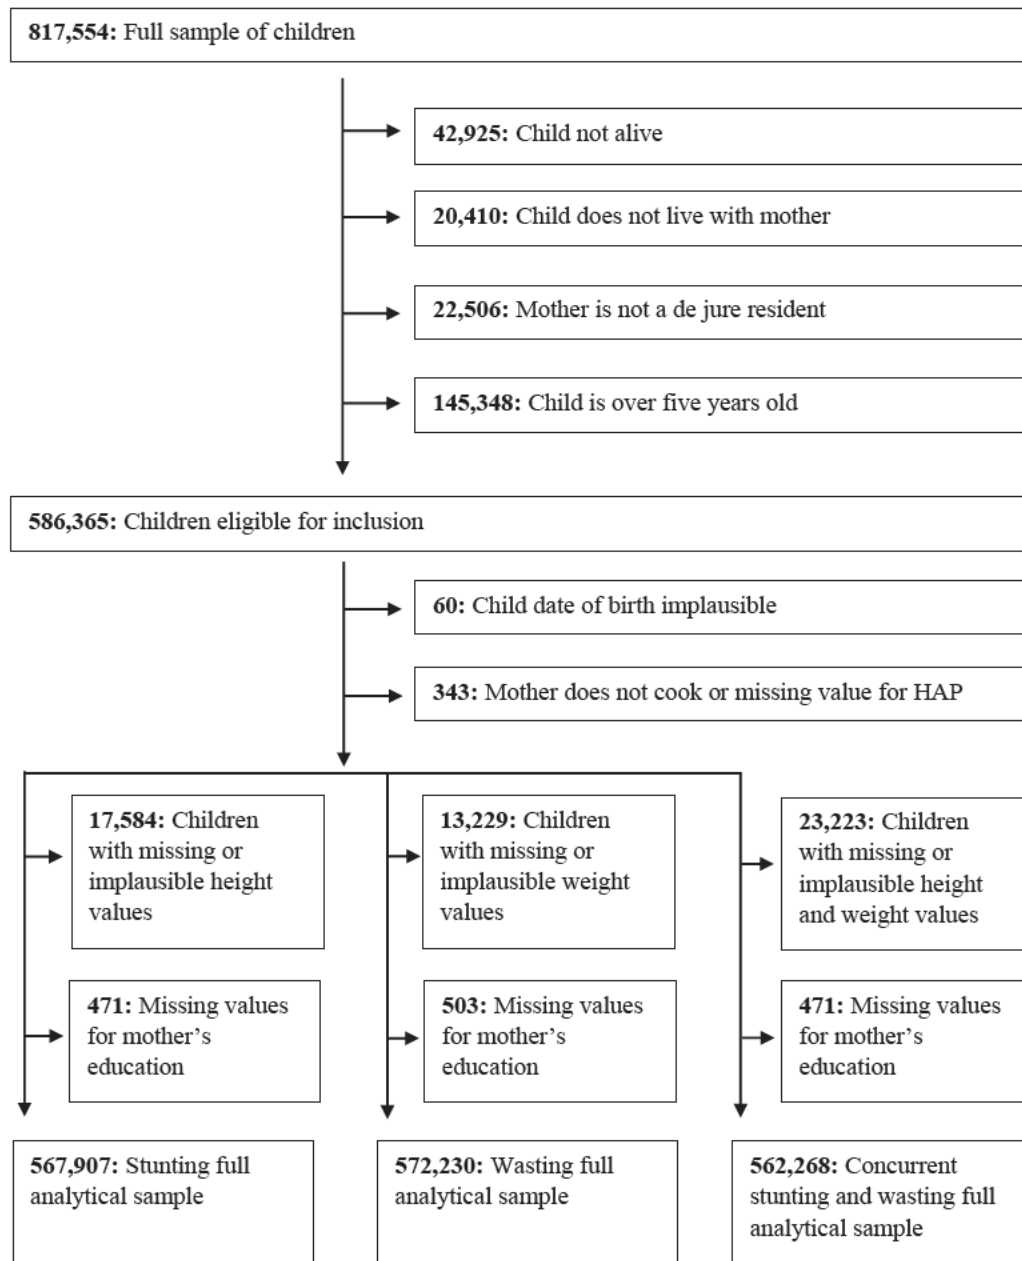 817,554: Full sample of children
42,925: Child not alive
20,410: Child does not live with mother
22,506: Mother is not a de jure resident
145,348: Child is over five years old
586,365: Children eligible for inclusion
60: Child date of birth implausible
343: Mother does not cook or missing value for HAP
17,584: Children
with missing or
implausible height
values
13,229: Children
with missing or
implausible weight
values
23,223: Children
with missing or
implausible height
and weight values
471: Missing values
for mother’s
education
503: Missing values
for mother’s
education
471: Missing values
for mother’s
education
567,907: Stunting full
analytical sample
572,230: Wasting full
analytical sample
562,268: Concurrent
stunting and wasting full
analytical sample